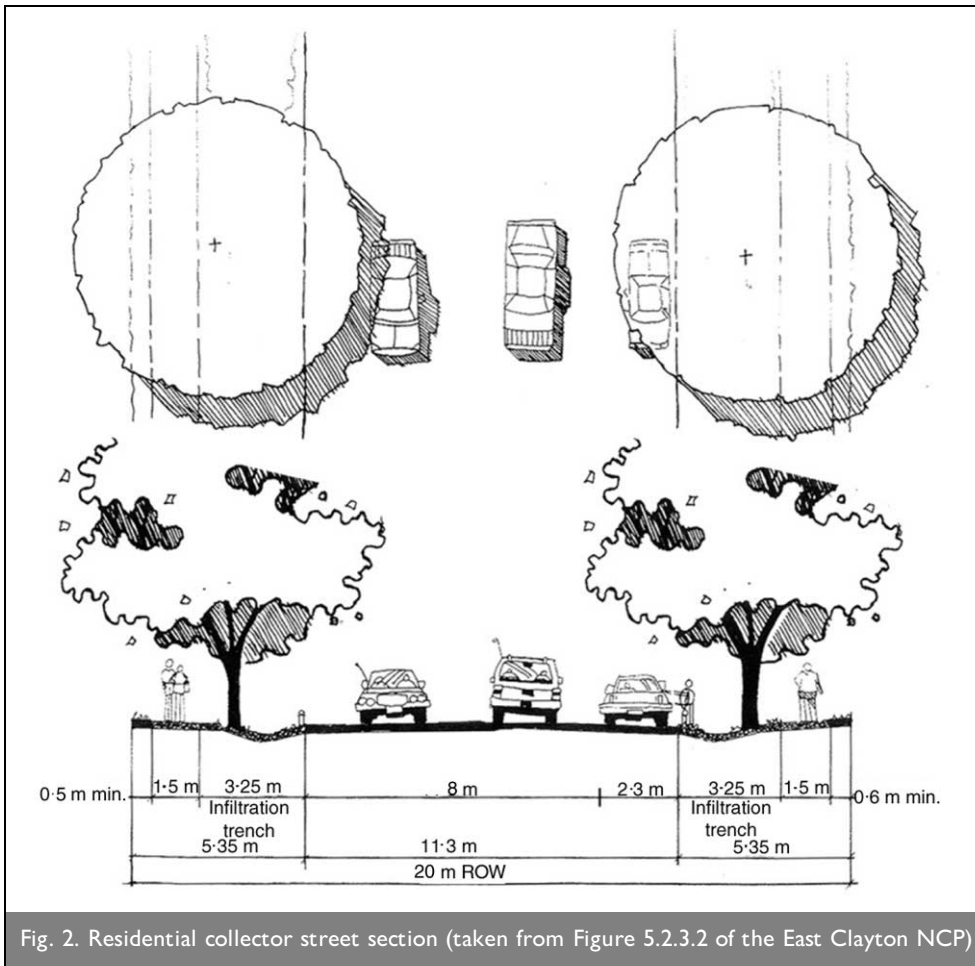 0·5 m min. 1·5 m 3·25 m 8 m 2·3 m 3·25 m 1·5 m 0·6 m min.
Infiltration Infiltration
trench trench
5·35 m 11·3 m 5·35 m
20 m ROW
Fig. 2. Residential collector street section (taken from Figure 5.2.3.2 of the East Clayton NCP)